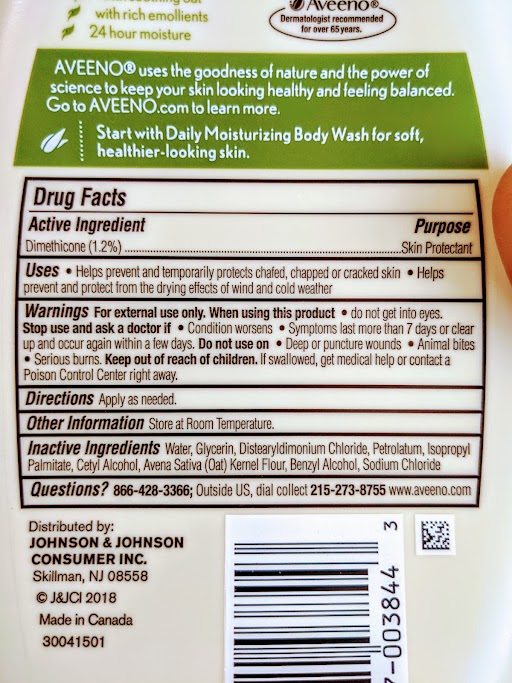 with rich emollients
24 hour moisture
Aveeno®
Dermatologist recommended
for over 65 years.
AVEENO® uses the goodness of nature and the power of
science to keep your skin looking healthy and feeling balanced.
Go to AVEENO.com to learn more.
Start with Daily Moisturizing Body Wash for soft,
healthier-looking skin.
Drug Facts
Active Ingredient Purpose
Dimethicone (1.2%) ........ Skin Protectant
Uses • Helps prevent and temporarily protects chafed, chapped or cracked skin • Helps
prevent and protect from the drying effects of wind and cold weather
Warnings For external use only. When using this product • do not get into eyes.
Stop use and ask a doctor if • Condition worsens • Symptoms last more than 7 days or clear
up and occur again within a few days. Do not use on • Deep or puncture wounds • Animal bites
• Serious burns. Keep out of reach of children. If swallowed, get medical help or contact a
Poison Control Center right away.
Directions Apply as needed.
Other Information Store at Room Temperature.
Inactive Ingredients Water, Glycerin, Distearyldimonium Chloride, Petrolatum, Isopropyl
Palmitate, Cetyl Alcohol, Avena Sativa (Oat) Kernel Flour, Benzyl Alcohol, Sodium Chloride
Questions? 866-428-3366; Outside US, dial collect 215-273-8755 www.aveeno.com
Distributed by:
JOHNSON & JOHNSON
CONSUMER INC.
Skillman, NJ 08558
© J&JCI 2018
Made in Canada
30041501
7-003844 3